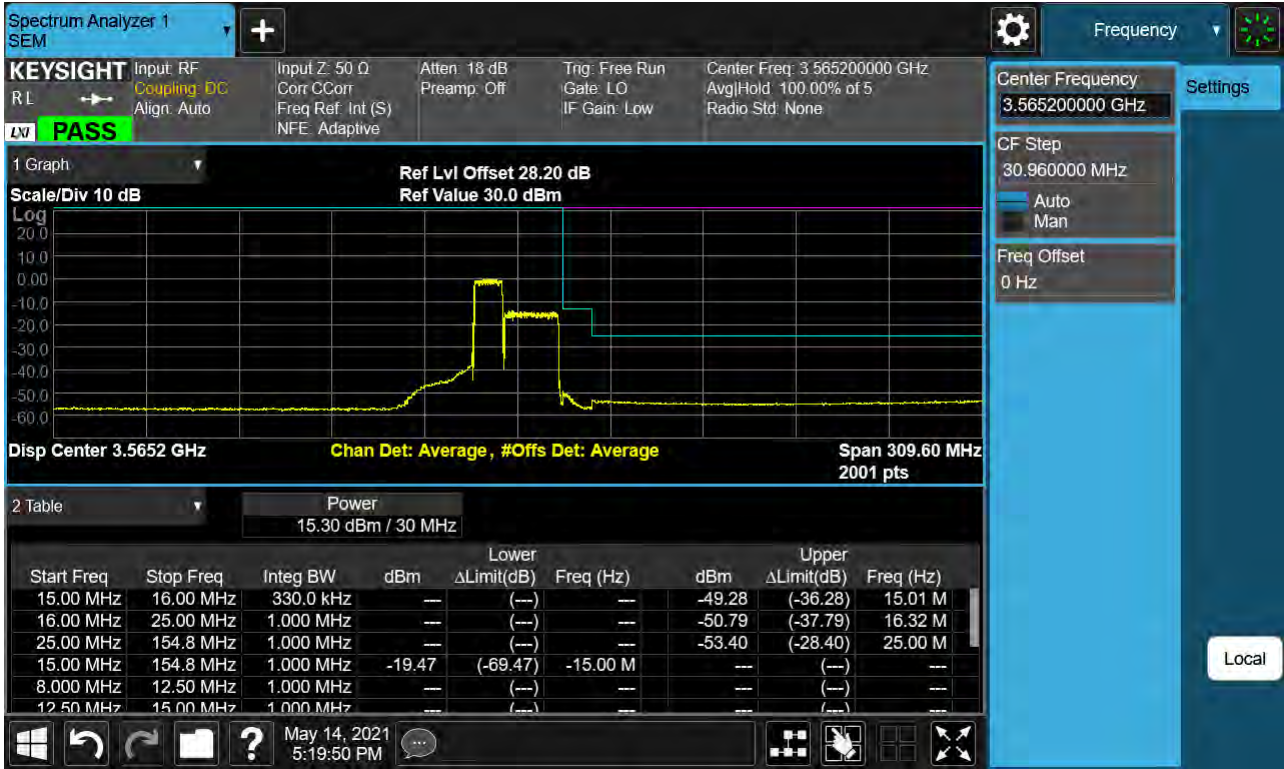 Spectrum Analyzer 1
SEM
Frequency
KEYSIGHT
R L
LXI
PASS
Input: RF
Coupling: DC
Align: Auto
Input Z: 50 Ω
Corr CCorr
Freq Ref: Int (S)
NFE: Adaptive
Atten: 18 dB
Preamp: Off
Trig: Free Run
Gate: LO
IF Gain: Low
Center Freq: 3.565200000 GHz
Avg|Hold: 100.00% of 5
Radio Std: None
Center Frequency
3.565200000 GHz
Settings
CF Step
30.960000 MHz
Auto
Man
Freq Offset
0 Hz
Local
1 Graph
Scale/Div 10 dB
Ref Lvl Offset 28.20 dB
Ref Value 30.0 dBm
Log
20.0
10.0
0.00
-10.0
-20.0
-30.0
-40.0
-50.0
-60.0
Disp Center 3.5652 GHz
Chan Det: Average, #Offs Det: Average
Span 309.60 MHz
2001 pts
2 Table
Power
15.30 dBm / 30 MHz
Lower Upper
Start Freq Stop Freq Integ BW dBm ΔLimit(dB) Freq (Hz) dBm ΔLimit(dB) Freq (Hz)
15.00 MHz 16.00 MHz 330.0 kHz --- (---) --- -49.28 (-36.28) 15.01 M
16.00 MHz 25.00 MHz 1.000 MHz --- (---) --- -50.79 (-37.79) 16.32 M
25.00 MHz 154.8 MHz 1.000 MHz --- (---) --- -53.40 (-28.40) 25.00 M
15.00 MHz 154.8 MHz 1.000 MHz -19.47 (-69.47) -15.00 M --- (---) ---
8.000 MHz 12.50 MHz 1.000 MHz --- (---) --- --- (---) ---
12.50 MHz 15.00 MHz 1.000 MHz --- (---) --- --- (---) ---
May 14, 2021
5:19:50 PM